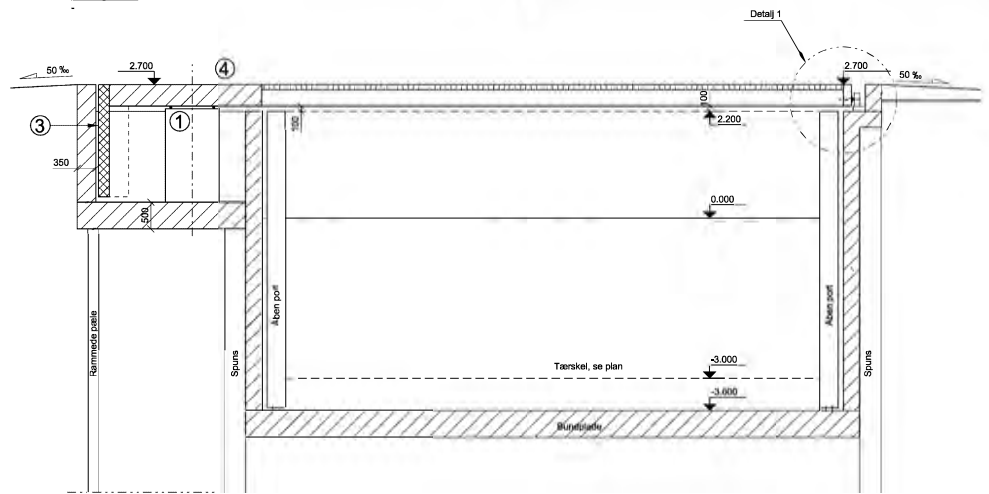 Detalj 1
50 ‰
2.700
4
2.700
50 ‰
3
1
100
100
2.200
350
500
0.000
Åben port
Åben port
Rammede pæle
Spuns
Spuns
Tærskel, se plan
-3.000
-3.600
Bundplade